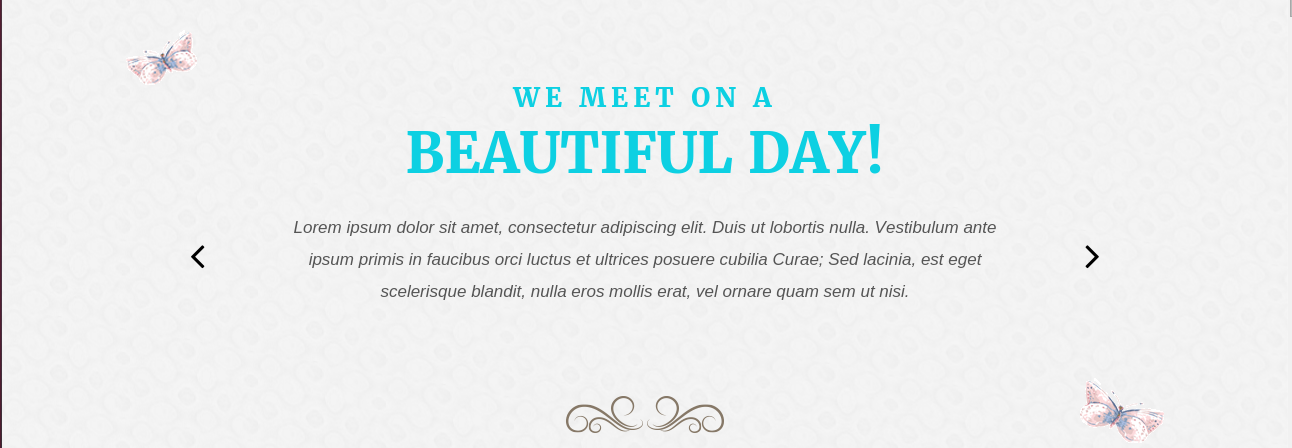 WE MEET ON A
BEAUTIFUL DAY!
Lorem ipsum dolor sit amet, consectetur adipiscing elit. Duis ut lobortis nulla. Vestibulum ante
ipsum primis in faucibus orci luctus et ultrices posuere cubilia Curae; Sed lacinia, est eget
scelerisque blandit, nulla eros mollis erat, vel ornare quam sem ut nisi.